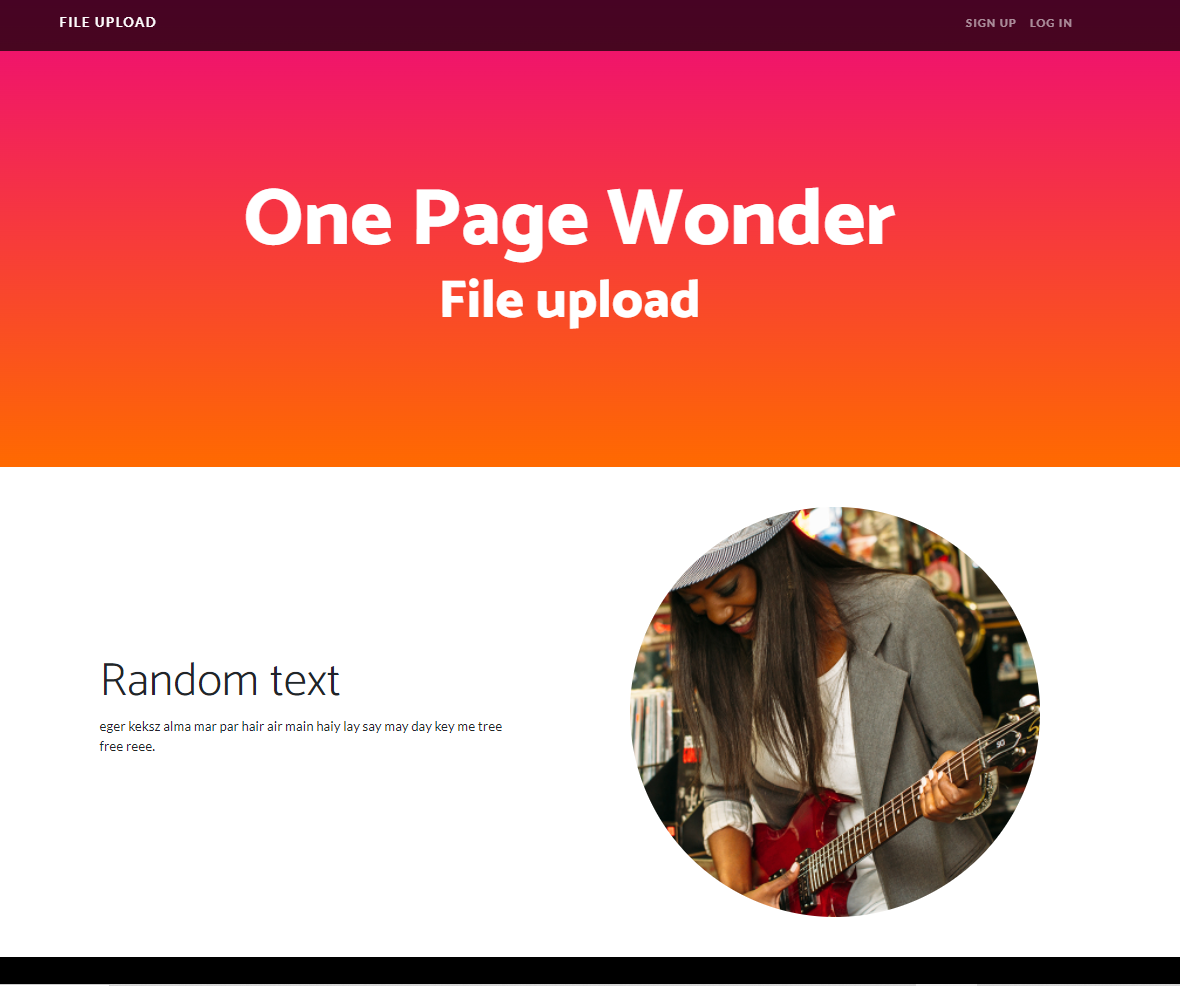 FILE UPLOAD
SIGN UP LOG IN
One Page Wonder
File upload
Random text
eger keksz alma mar par hair air main haiy lay say may day key me tree
free reee.